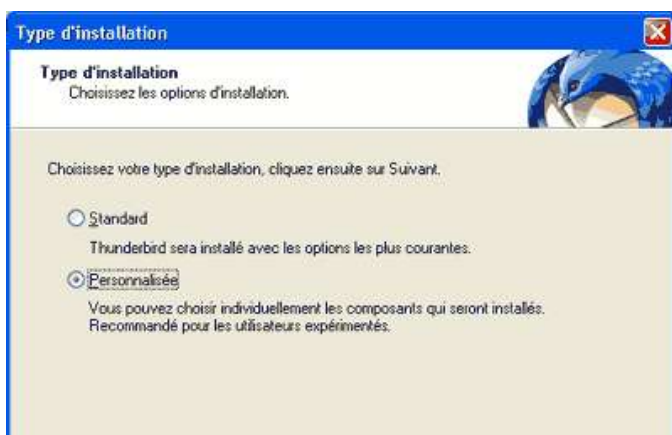 Type d'installation
Type d'installation
Choisissez les options d'installation.
Choisissez votre type d'installation, cliquez ensuite sur Suivant.
Standard
Thunderbird sera installé avec les options les plus courantes.
Personnalisée
Vous pouvez choisir individuellement les composants qui seront installés.
Recommandé pour les utilisateurs expérimentés.